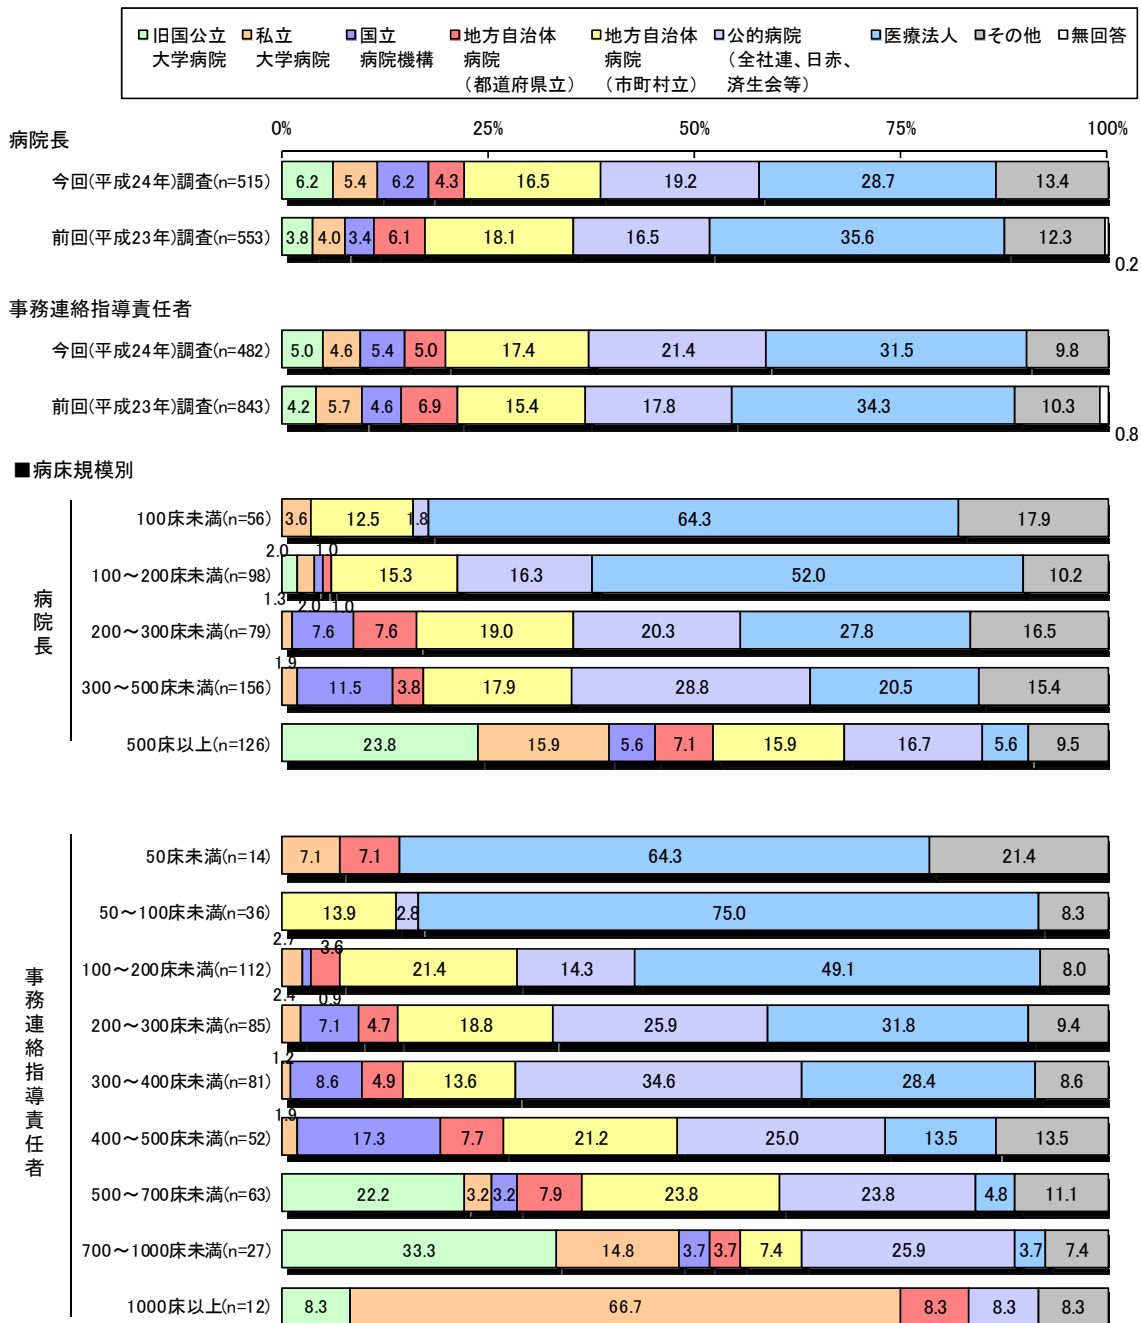 旧国公立 私立 国立 地方自治体 地方自治体 公的病院 医療法人 その他 無回答
大学病院 大学病院 病院機構 病院 病院 （全社連、日赤、
（都道府県立） （市町村立） 済生会等）
0% 25% 50% 75% 100%
病院長
今回(平成24年)調査(n=515) 6.2 5.4 6.2 4.3 16.5 19.2 28.7 13.4
前回(平成23年)調査(n=553) 3.8 4.0 3.4 6.1 18.1 16.5 35.6 12.3
0.2
事務連絡指導責任者
今回(平成24年)調査(n=482) 5.0 4.6 5.4 5.0 17.4 21.4 31.5 9.8
前回(平成23年)調査(n=843) 4.2 5.7 4.6 6.9 15.4 17.8 34.3 10.3
0.8
■病床規模別
病院長
100床未満(n=56) 3.6 12.5 1.8 64.3 17.9
2.0 1.0
100～200床未満(n=98) 15.3 16.3 52.0 10.2
2.0 1.0
1.3
200～300床未満(n=79) 7.6 7.6 19.0 20.3 27.8 16.5
1.9
300～500床未満(n=156) 11.5 3.8 17.9 28.8 20.5 15.4
500床以上(n=126) 23.8 15.9 5.6 7.1 15.9 16.7 5.6 9.5
事務連絡指導責任者
50床未満(n=14) 7.1 7.1 64.3 21.4
50～100床未満(n=36) 13.9 2.8 75.0 8.3
2.7 3.6
100～200床未満(n=112) 21.4 14.3 49.1 8.0
0.9
2.4
200～300床未満(n=85) 7.1 4.7 18.8 25.9 31.8 9.4
1.2
300～400床未満(n=81) 8.6 4.9 13.6 34.6 28.4 8.6
1.9
400～500床未満(n=52) 17.3 7.7 21.2 25.0 13.5 13.5
500～700床未満(n=63) 22.2 3.2 3.2 7.9 23.8 23.8 4.8 11.1
700～1000床未満(n=27) 33.3 14.8 3.7 3.7 7.4 25.9 3.7 7.4
1000床以上(n=12) 8.3 66.7 8.3 8.3 8.3